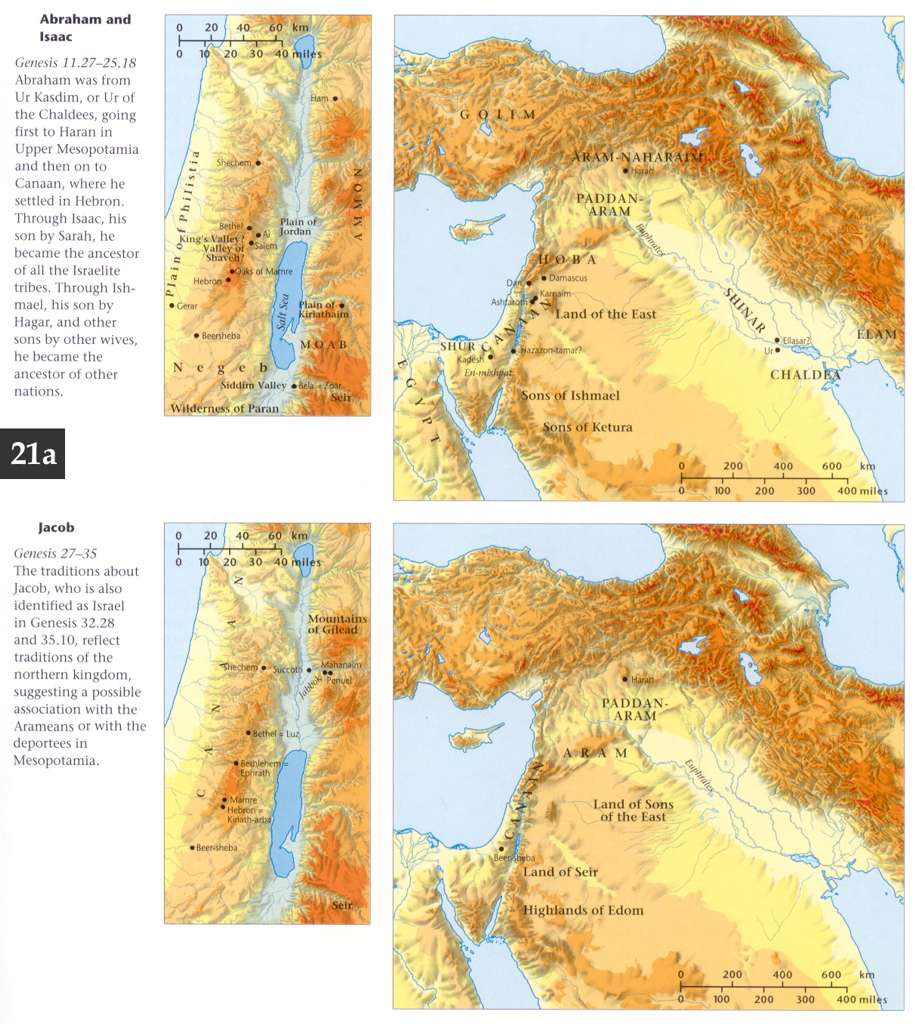 Abraham and
Isaac
Genesis 11.27–25.18
Abraham was from
Ur Kasdim, or Ur of
the Chaldees, going
first to Haran in
Upper Mesopotamia
and then on to
Canaan, where he
settled in Hebron.
Through Isaac, his
son by Sarah, he
became the ancestor
of all the Israelite
tribes. Through Ish-
mael, his son by
Hagar, and other
sons by other wives,
he became the
ancestor of other
nations.
21a
0 20 40 60 km
0 10 20 30 40 miles
Ham
Shechem
Plain of Philistia
AMMON
Bethel
Ai
Plain of
Jordan
King's Valley?
Valley of
Shaveh?
Salem
Oaks of Mamre
Hebron
Gerar
Salt Sea
Plain of
Kiriathaim
Beersheba
MOAB
Negeb
Siddim Valley
Bela = Zoar
Seir
Wilderness of Paran
GOIIM
ARAM-NAHARAIM
Haran
PADDAN-
ARAM
Euphrates
HOBA
Dan
Damascus
Karnaim
Ashtaroth
CANAAN
Land of the East
SHINAR
ELAM
SHUR
Kadesh
En-mishpat
Hazazon-tamar?
Ellasar?
Ur
CHALDEA
EGYPT
Sons of Ishmael
Sons of Ketura
0 200 400 600 km
0 100 200 300 400 miles
Jacob
Genesis 27–35
The traditions about
Jacob, who is also
identified as Israel
in Genesis 32.28
and 35.10, reflect
traditions of the
northern kingdom,
suggesting a possible
association with the
Arameans or with the
deportees in
Mesopotamia.
0 20 40 60 km
0 10 20 30 40 miles
CANAAN
Mountains
of Gilead
Shechem
Succoth
Mahanaim
Jabbok
Penuel
Bethel = Luz
Bethlehem =
Ephrath
Mamre
Hebron =
Kiriath-arba
Beer-sheba
Seir
Haran
PADDAN-
ARAM
ARAM
Euphrates
CANAAN
Land of Sons
of the East
Beer-sheba
Land of Seir
Highlands of Edom
0 200 400 600 km
0 100 200 300 400 miles